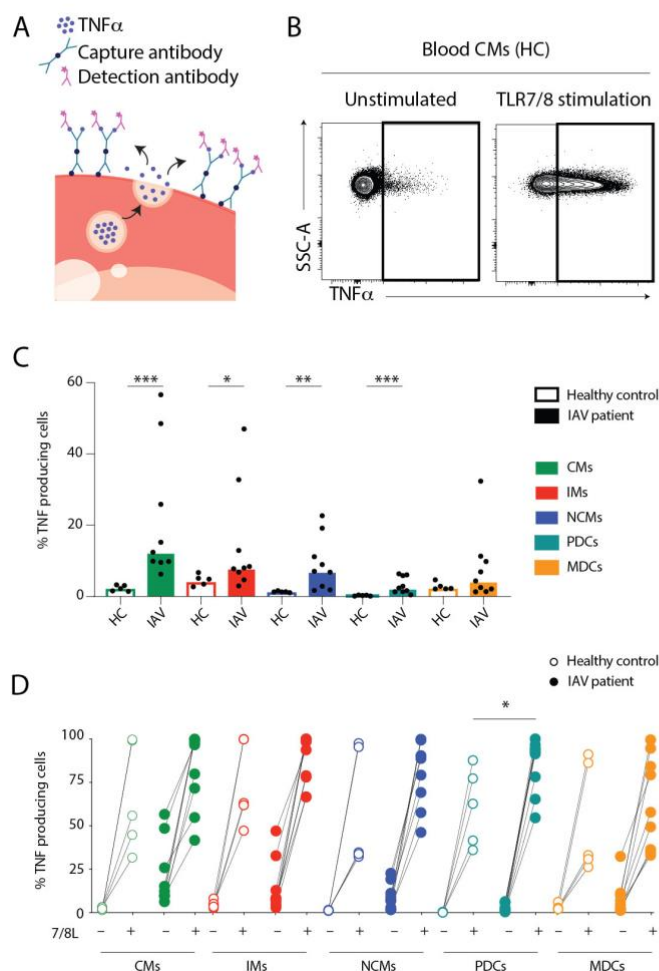 A
TNFα
Capture antibody
Detection antibody
B
Blood CMs (HC)
Unstimulated
TLR7/8 stimulation
SSC-A
TNFα
C
***
*
**
***
% TNF producing cells
60
40
20
0
HC
IAV
HC
IAV
HC
IAV
HC
IAV
HC
IAV
Healthy control
IAV patient
CMs
IMs
NCMs
PDCs
MDCs
D
Healthy control
IAV patient
*
% TNF producing cells
100
75
50
25
0
7/8L − + − + − + − + − + − + − + − + − + − +
CMs IMs NCMs PDCs MDCs